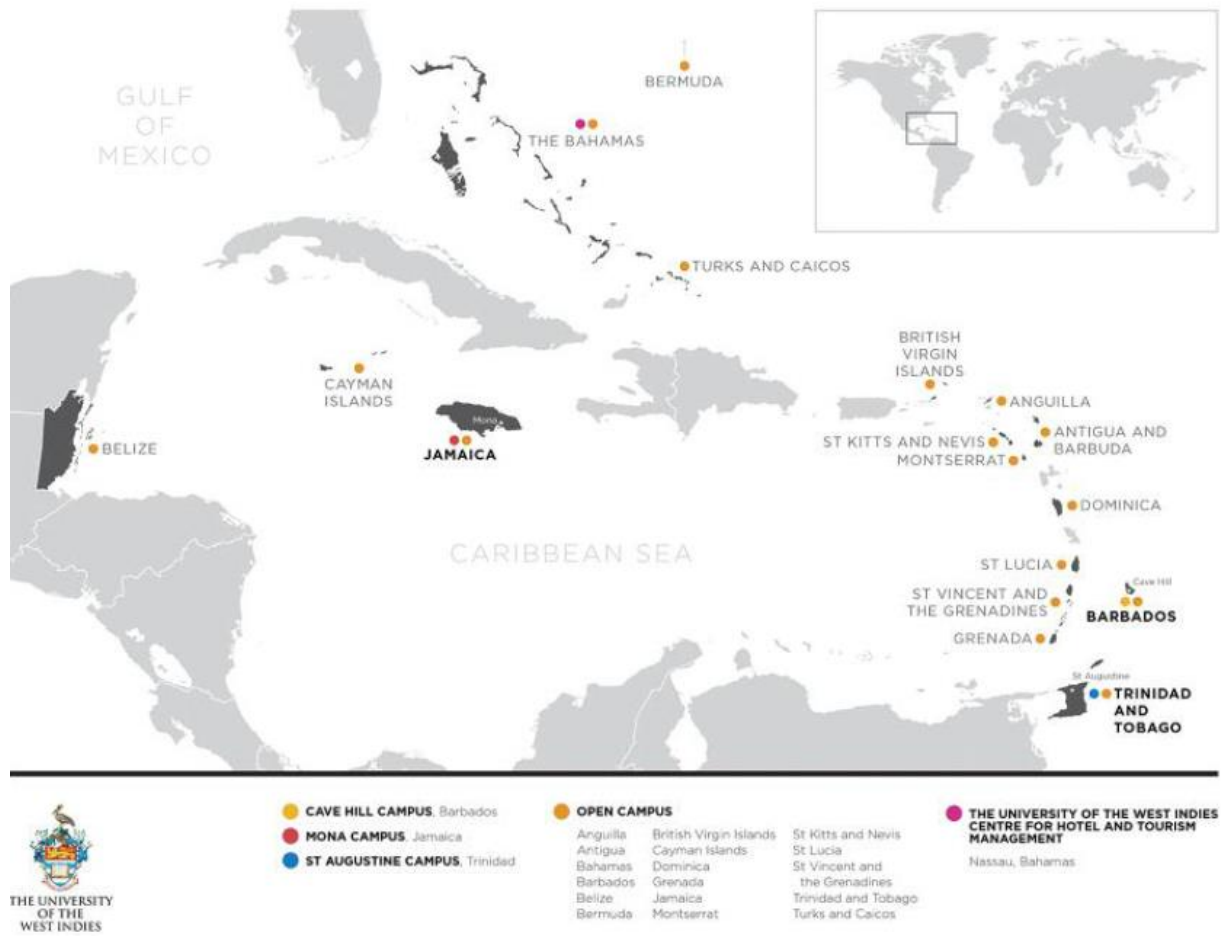 GULF
OF
MEXICO
BERMUDA
THE BAHAMAS
TURKS AND CAICOS
BRITISH
VIRGIN
ISLANDS
CAYMAN
ISLANDS
ANGUILLA
Mona
JAMAICA
ST KITTS AND NEVIS
ANTIGUA AND
BARBUDA
MONTSERRAT
BELIZE
DOMINICA
CARIBBEAN SEA
ST LUCIA
Cave Hill
ST VINCENT AND
THE GRENADINES
BARBADOS
GRENADA
St Augustine
TRINIDAD
AND
TOBAGO
THE UNIVERSITY
OF THE
WEST INDIES
CAVE HILL CAMPUS, Barbados
MONA CAMPUS, Jamaica
ST AUGUSTINE CAMPUS, Trinidad
OPEN CAMPUS
Anguilla British Virgin Islands St Kitts and Nevis
Antigua Cayman Islands St Lucia
Bahamas Dominica St Vincent and
Barbados Grenada the Grenadines
Belize Jamaica Trinidad and Tobago
Bermuda Montserrat Turks and Caicos
THE UNIVERSITY OF THE WEST INDIES
CENTRE FOR HOTEL AND TOURISM
MANAGEMENT
Nassau, Bahamas